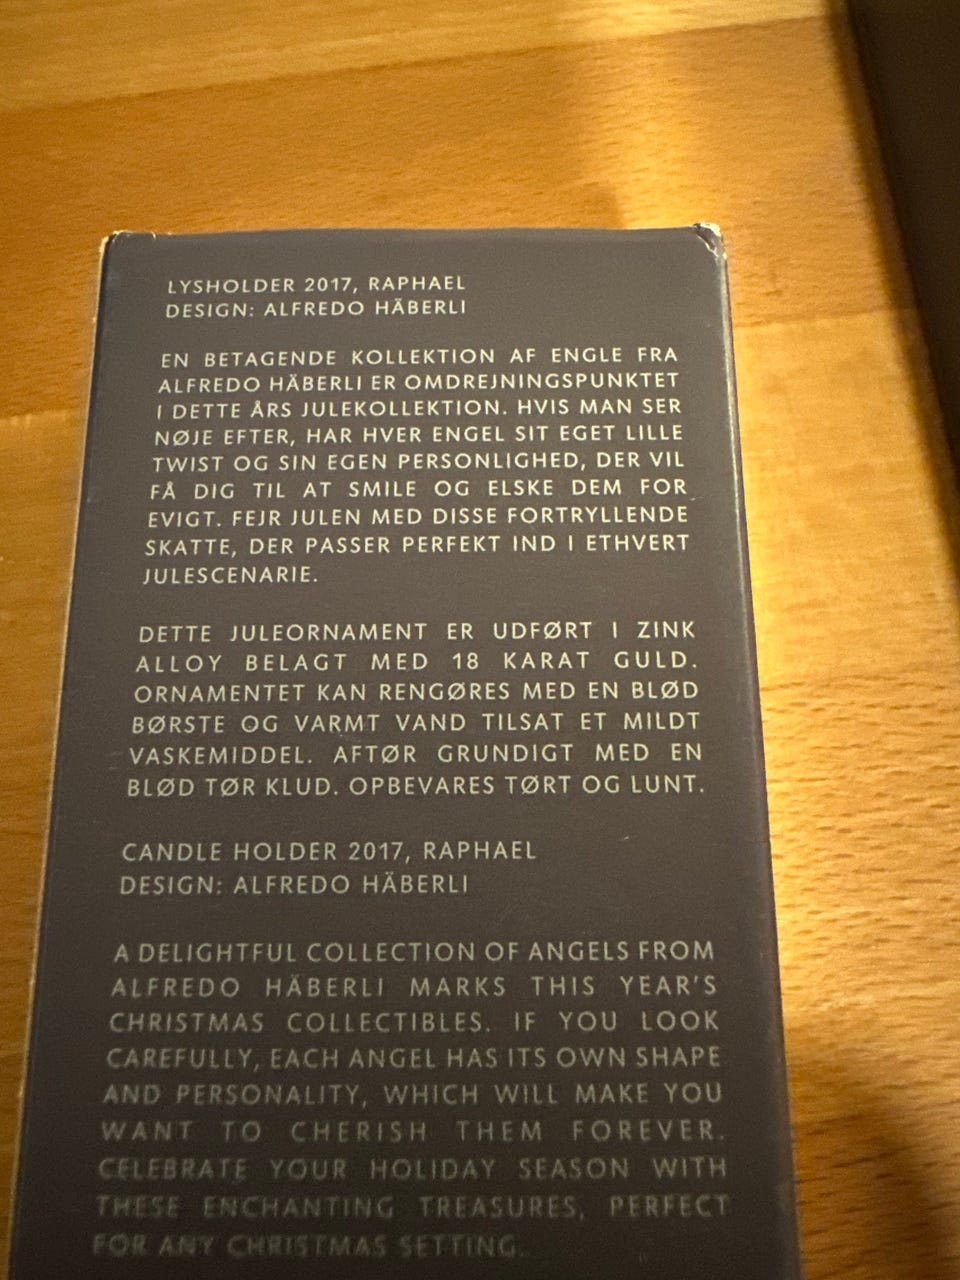 LYSHOLDER 2017, RAPHAEL
DESIGN: ALFREDO HÄBERLI
EN BETAGENDE KOLLEKTION AF ENGLE FRA
ALFREDO HÄBERLI ER OMDREJNINGSPUNKTET
I DETTE ÅRS JULEKOLLEKTION. HVIS MAN SER
NØJE EFTER, HAR HVER ENGEL SIT EGET LILLE
TWIST OG SIN EGEN PERSONLIGHED, DER VIL
FÅ DIG TIL AT SMILE OG ELSKE DEM FOR
EVIGT. FEJR JULEN MED DISSE FORTRYLLENDE
SKATTE, DER PASSER PERFEKT IND I ETHVERT
JULESCENARIE.
DETTE JULEORNAMENT ER UDFØRT I ZINK
ALLOY BELAGT MED 18 KARAT GULD.
ORNAMENTET KAN RENGØRES MED EN BLØD
BØRSTE OG VARMT VAND TILSAT ET MILDT
VASKEMIDDEL. AFTØR GRUNDIGT MED EN
BLØD TØR KLUD. OPBEVARES TØRT OG LUNT.
CANDLE HOLDER 2017, RAPHAEL
DESIGN: ALFREDO HÄBERLI
A DELIGHTFUL COLLECTION OF ANGELS FROM
ALFREDO HÄBERLI MARKS THIS YEAR'S
CHRISTMAS COLLECTIBLES. IF YOU LOOK
CAREFULLY, EACH ANGEL HAS ITS OWN SHAPE
AND PERSONALITY, WHICH WILL MAKE YOU
WANT TO CHERISH THEM FOREVER.
CELEBRATE YOUR HOLIDAY SEASON WITH
THESE ENCHANTING TREASURES, PERFECT
FOR ANY CHRISTMAS SETTING.